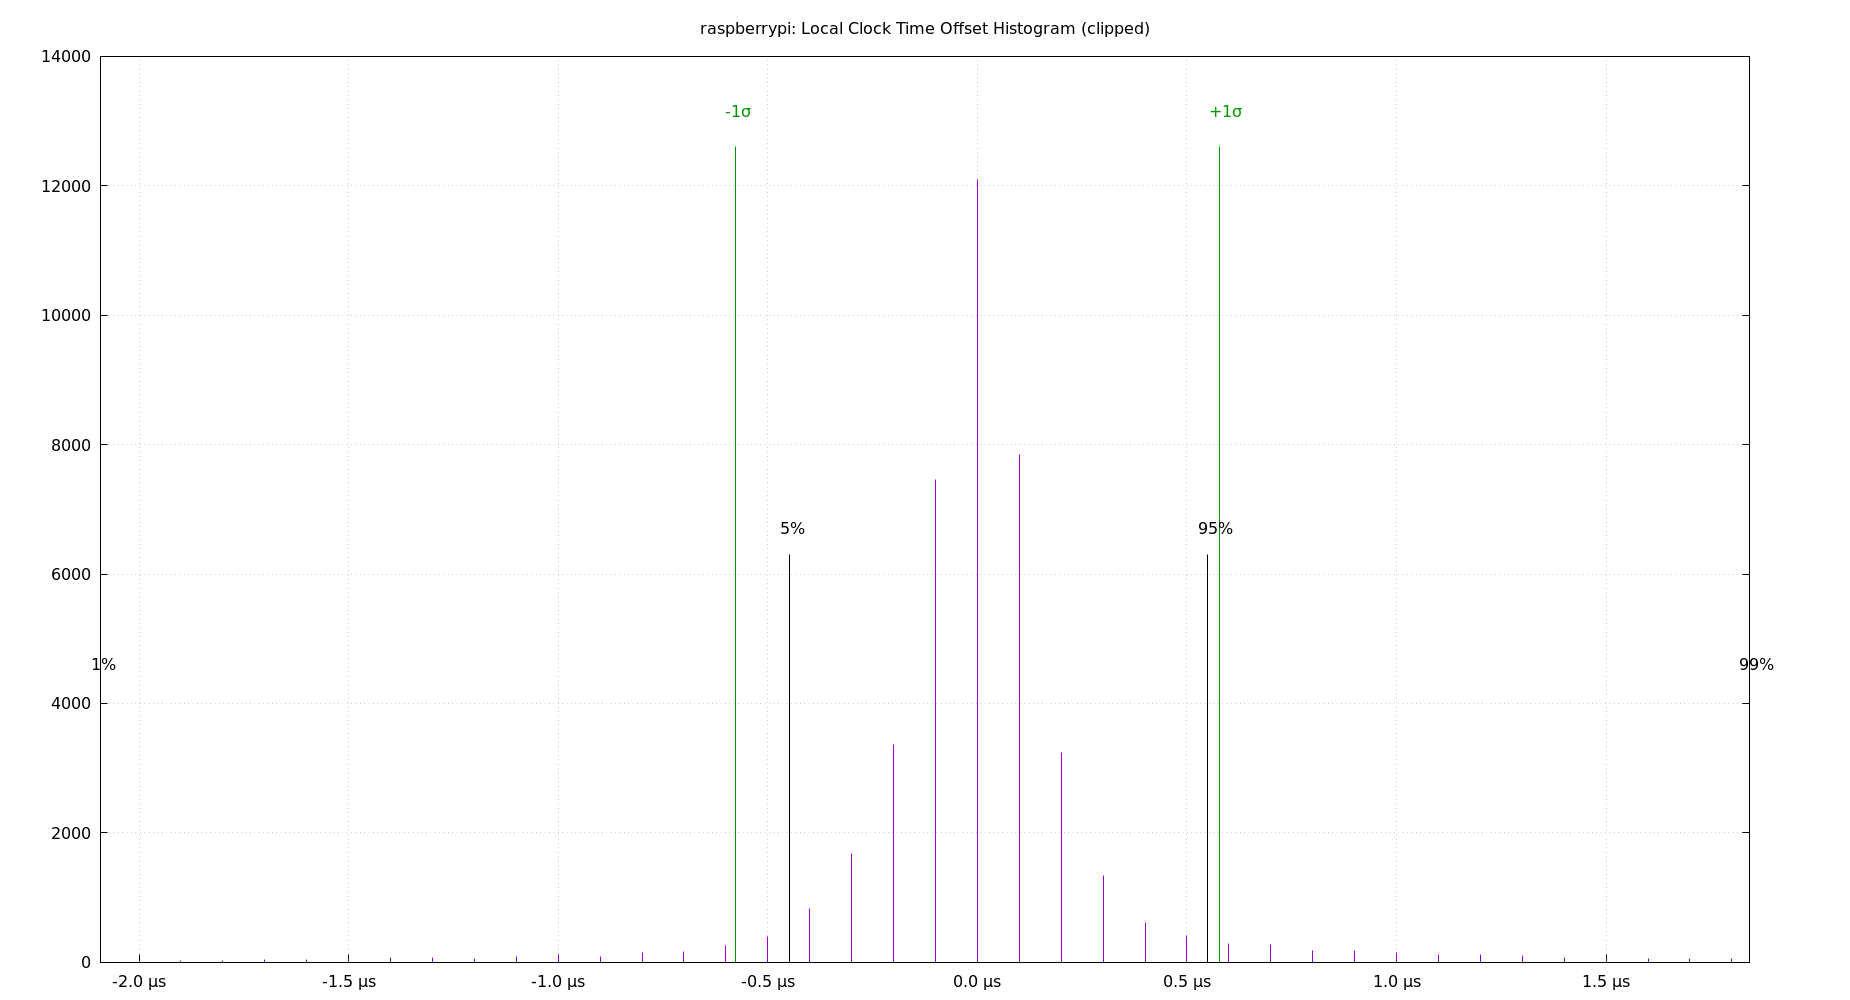 raspberrypi: Local Clock Time Offset Histogram (clipped)
14000
-1σ
+1σ
12000
10000
8000
5%
95%
6000
1%
99%
4000
2000
0
-2.0 µs
-1.5 µs
-1.0 µs
-0.5 µs
0.0 µs
0.5 µs
1.0 µs
1.5 µs